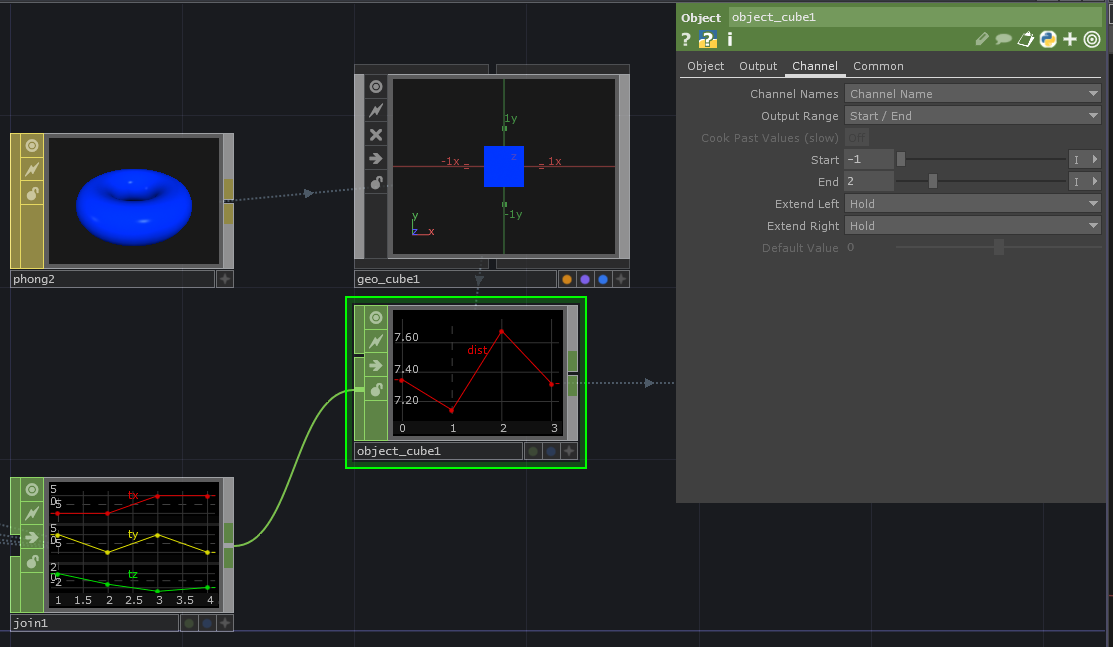 Object object_cube1
? ? i
Object Output Channel Common
Channel Names Channel Name
Output Range Start / End
Cook Past Values (slow) Off
Start -1
End 2
Extend Left Hold
Extend Right Hold
Default Value 0
phong2
1y
-1x 1x
z
-1y
y
z x
geo_cube1
7.60
dist
7.40
7.20
0 1 2 3
object_cube1
5
tx
0
-5
5
ty
0
-5
2
tz
0
-2
1 1.5 2 2.5 3 3.5 4
join1